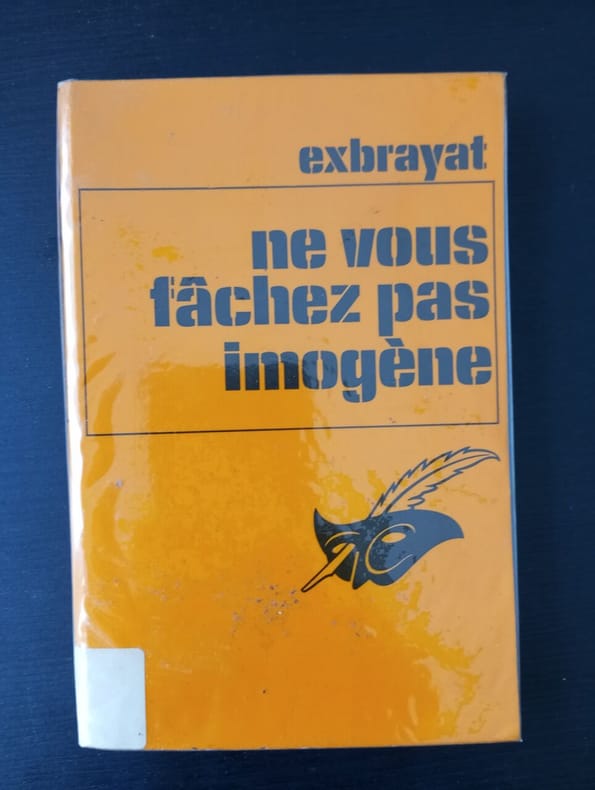 exbrayat
ne vous
fâchez pas
imogène